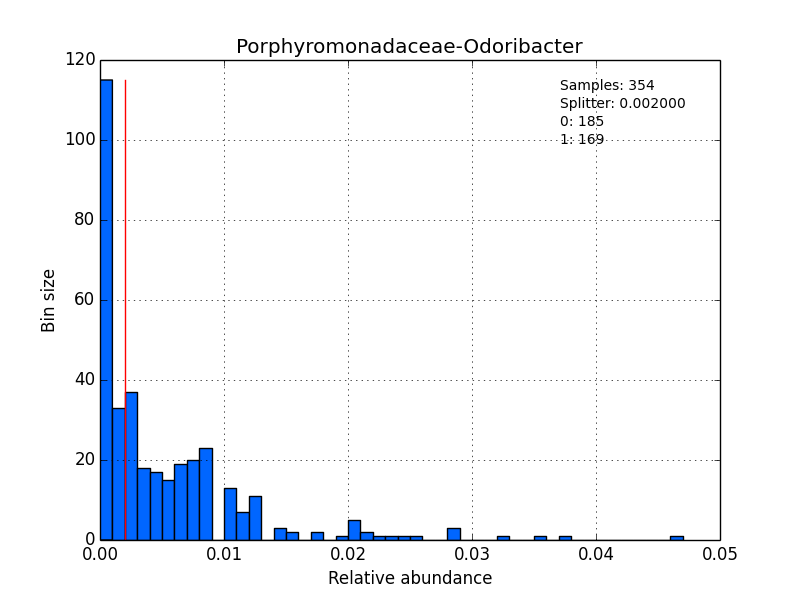 Porphyromonadaceae-Odoribacter
Samples: 354
Splitter: 0.002000
0: 185
1: 169
120
100
80
60
40
20
0
Bin size
0.00 0.01 0.02 0.03 0.04 0.05
Relative abundance